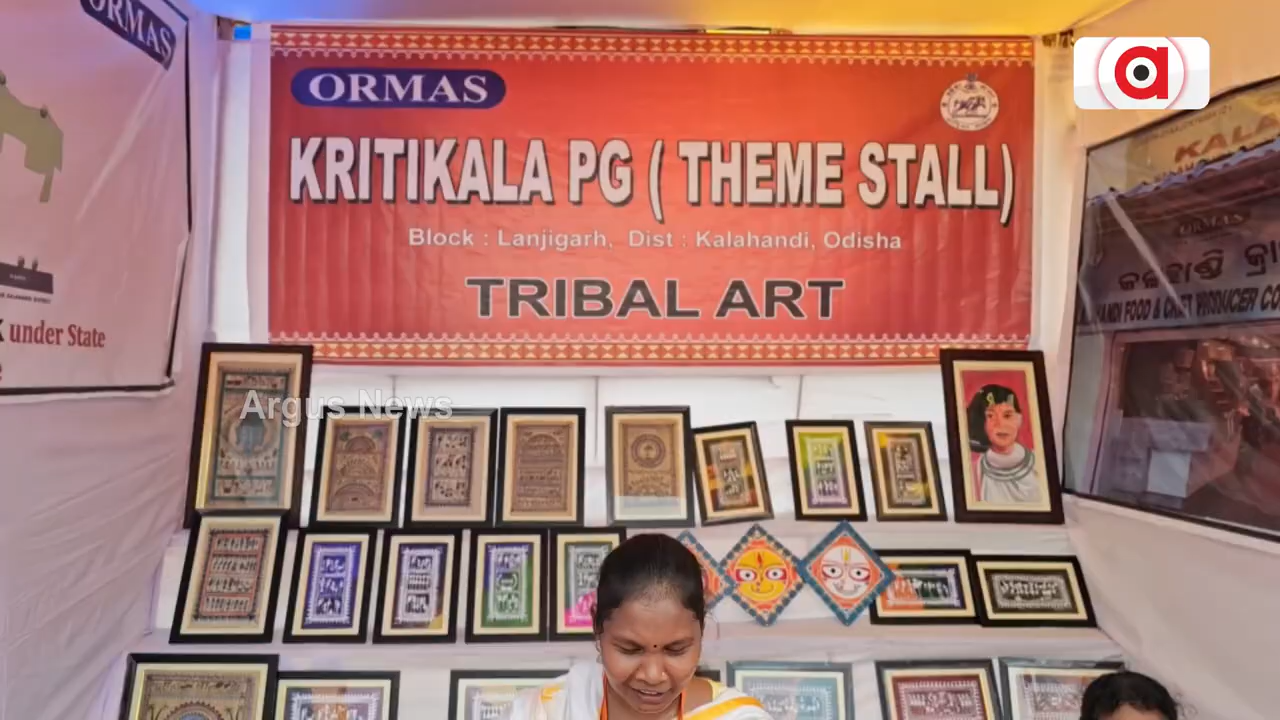 ORMAS
under State
ORMAS
KRITIKALA PG ( THEME STALL)
Block : Lanjigarh, Dist : Kalahandi, Odisha
TRIBAL ART
a
KALA
ORMAS
କଳାହାଣ୍ଡି
FOOD & CRAFT PRODUCER CO
Argus News